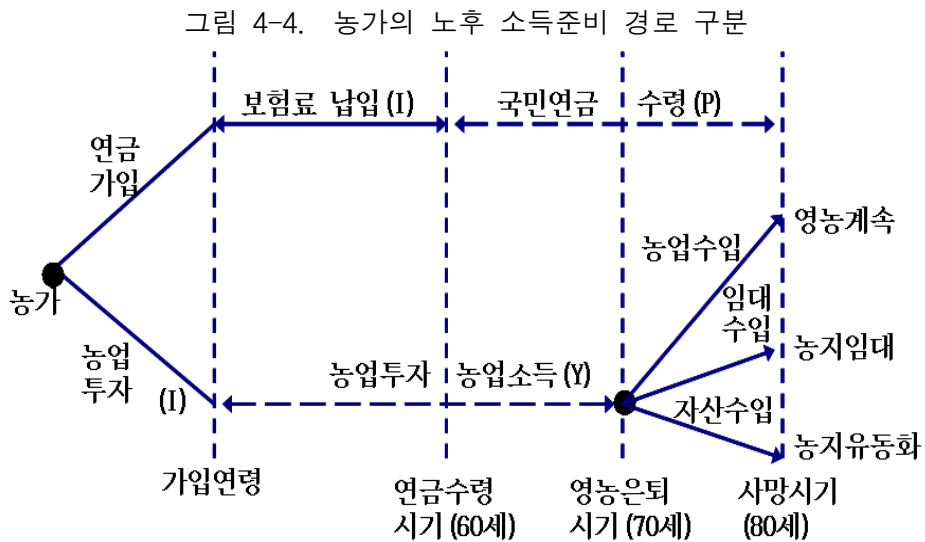 그림 4-4. 농가의 노후 소득준비 경로 구분
보험료 납입 (I)
국민연금 수령 (P)
연금
가입
농가
농업
투자
(I)
농업투자
농업소득 (Y)
농업수입
영농계속
임대
수입
농지임대
자산수입
농지유동화
가입연령
연금수령
시기 (60세)
영농은퇴
시기 (70세)
사망시기
(80세)